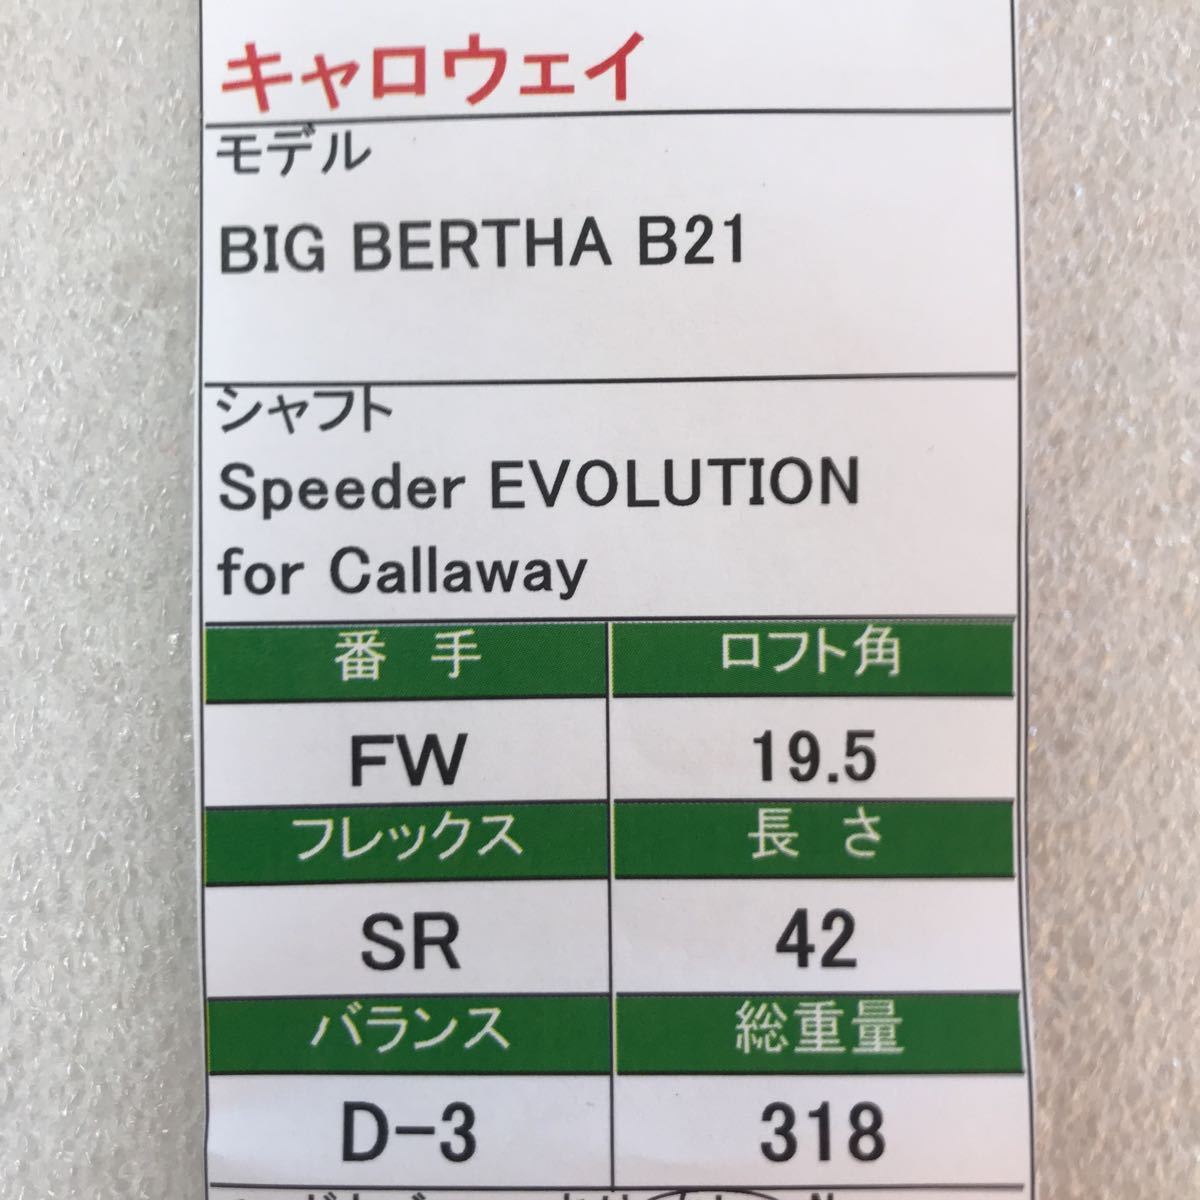 キャロウェイ
モデル
BIG BERTHA B21
シャフト
Speeder EVOLUTION
for Callaway
番 手 ロフト角
FW 19.5
フレックス 長 さ
SR 42
バランス 総重量
D-3 318